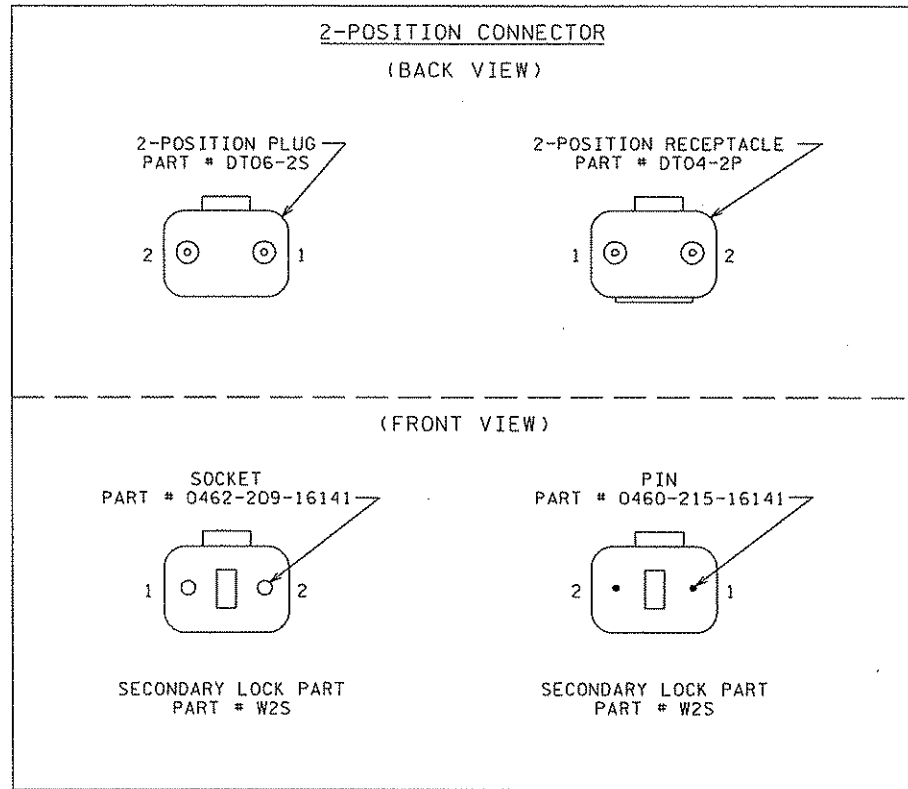 2-POSITION CONNECTOR
(BACK VIEW)
2-POSITION PLUG
PART # DT06-2S
2-POSITION RECEPTACLE
PART # DT04-2P
2
1
1
2
(FRONT VIEW)
SOCKET
PART # 0462-209-16141
PIN
PART # 0460-215-16141
1
2
2
1
SECONDARY LOCK PART
PART # W2S
SECONDARY LOCK PART
PART # W2S